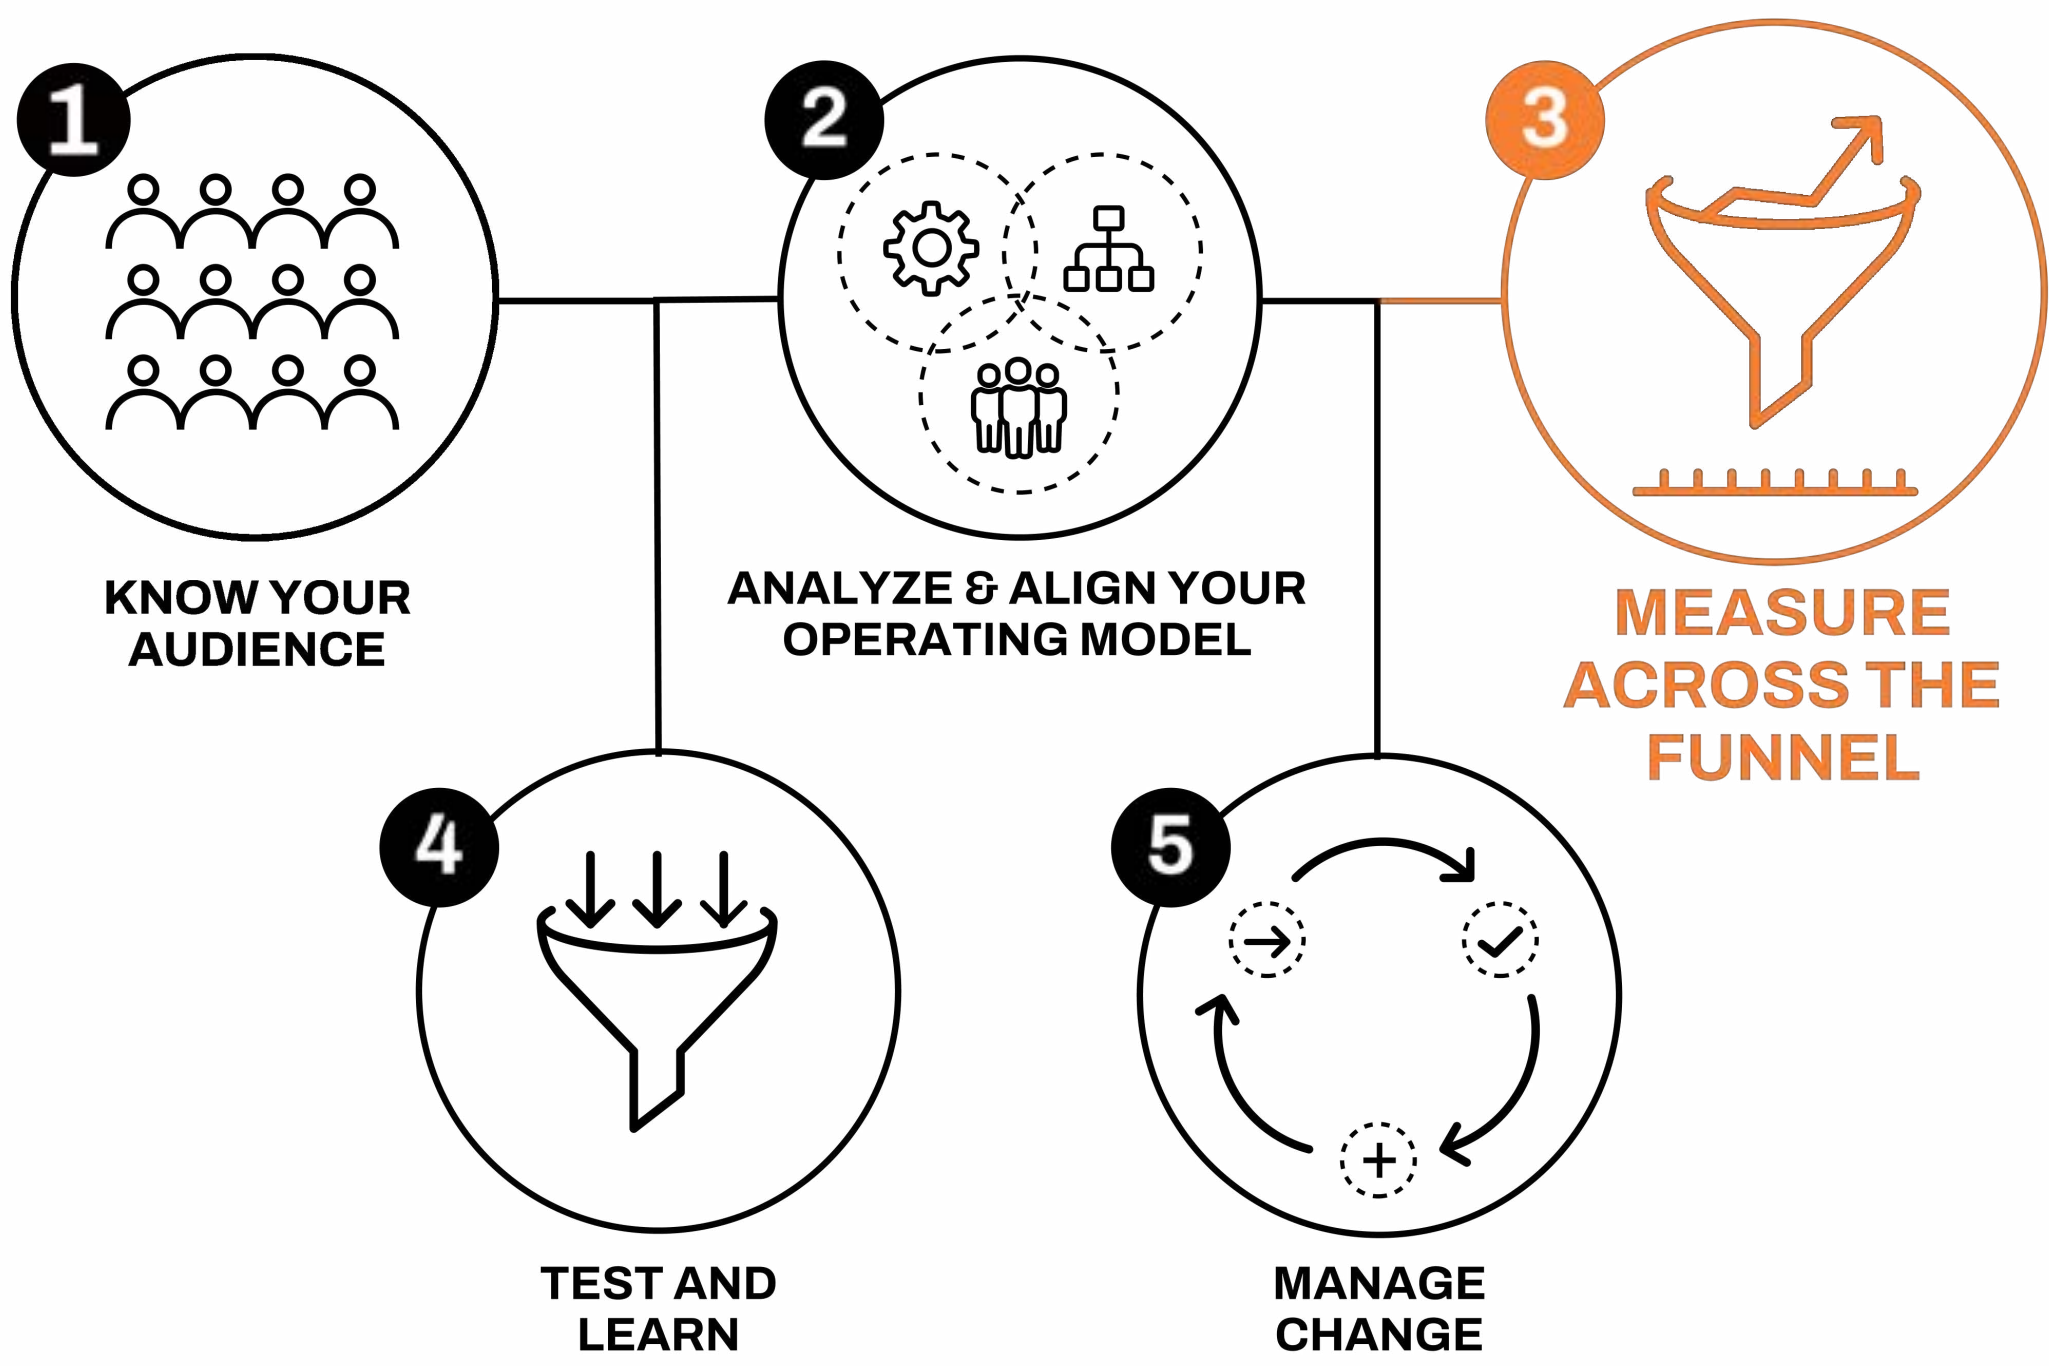 1
KNOW YOUR
AUDIENCE
2
ANALYZE & ALIGN YOUR
OPERATING MODEL
3
MEASURE
ACROSS THE
FUNNEL
4
TEST AND
LEARN
5
MANAGE
CHANGE